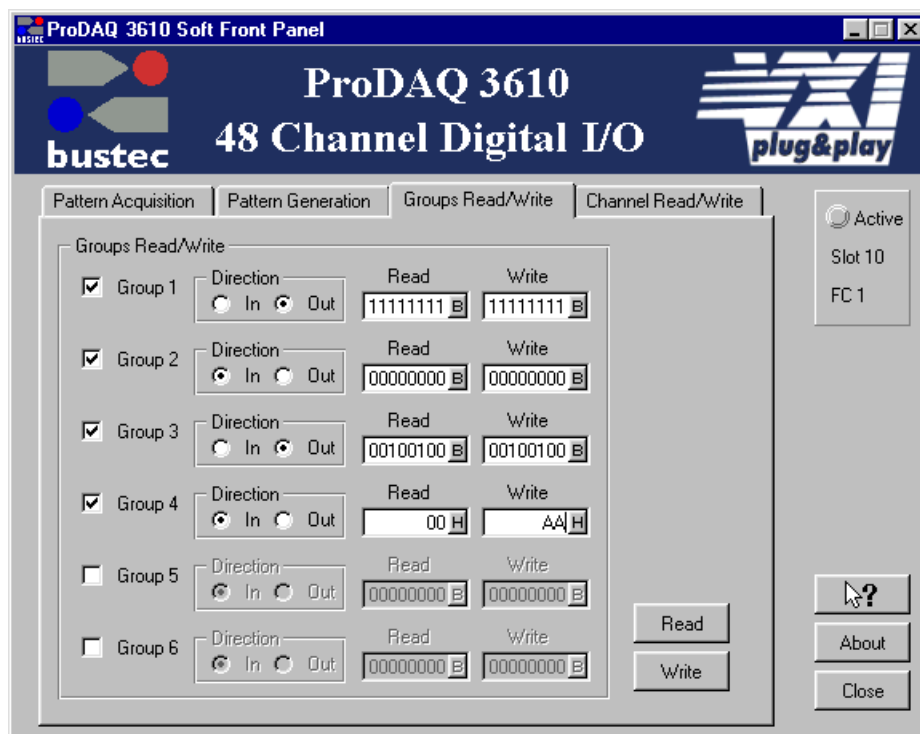 ProDAQ 3610 Soft Front Panel
ProDAQ 3610
48 Channel Digital I/O
bustec
VXI
plug&play
Pattern Acquisition Pattern Generation Groups Read/Write Channel Read/Write
Active
Slot 10
FC 1
Groups Read/Write
Group 1 Direction In Out Read 11111111 B Write 11111111 B
Group 2 Direction In Out Read 00000000 B Write 00000000 B
Group 3 Direction In Out Read 00100100 B Write 00100100 B
Group 4 Direction In Out Read 00 H Write AA H
Group 5 Direction In Out Read 00000000 B Write 00000000 B
Group 6 Direction In Out Read 00000000 B Write 00000000 B
Read
Write
?
About
Close